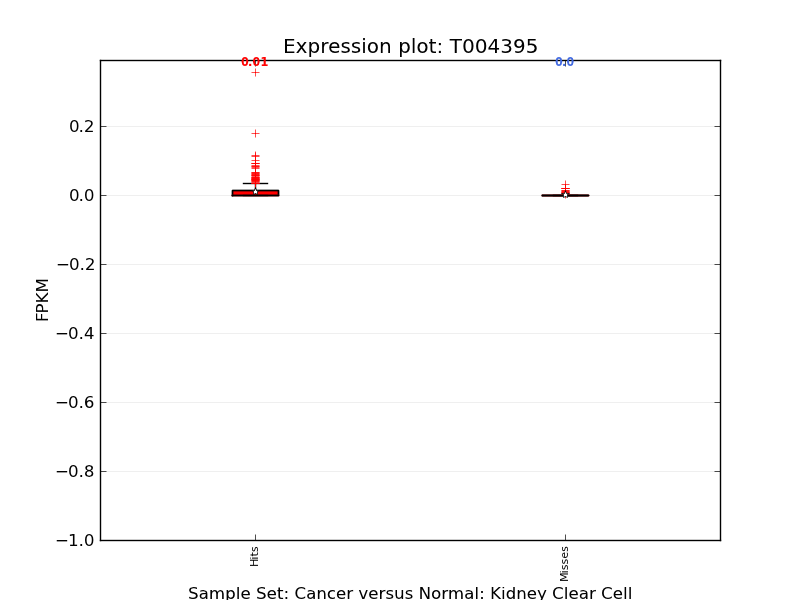 Expression plot: T004395
0.01
0.0
0.2
0.0
−0.2
−0.4
−0.6
−0.8
−1.0
FPKM
Hits
Misses
Sample Set: Cancer versus Normal: Kidney Clear Cell